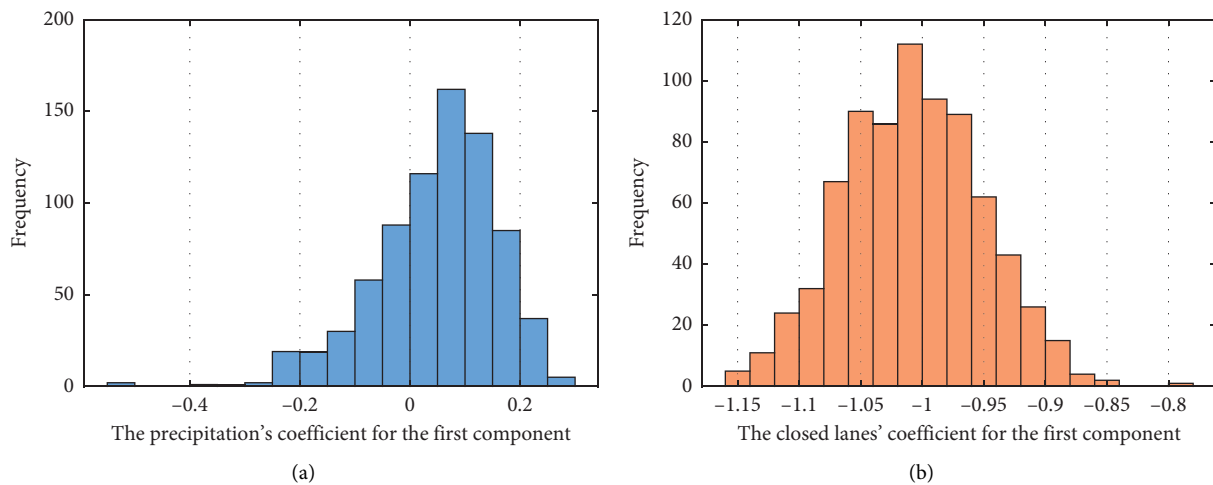 200
150
100
50
0
Frequency
−0.4 −0.2 0 0.2
The precipitation’s coefficient for the first component
(a)
120
100
80
60
40
20
0
Frequency
−1.15 −1.1 −1.05 −1 −0.95 −0.9 −0.85 −0.8
The closed lanes’ coefficient for the first component
(b)